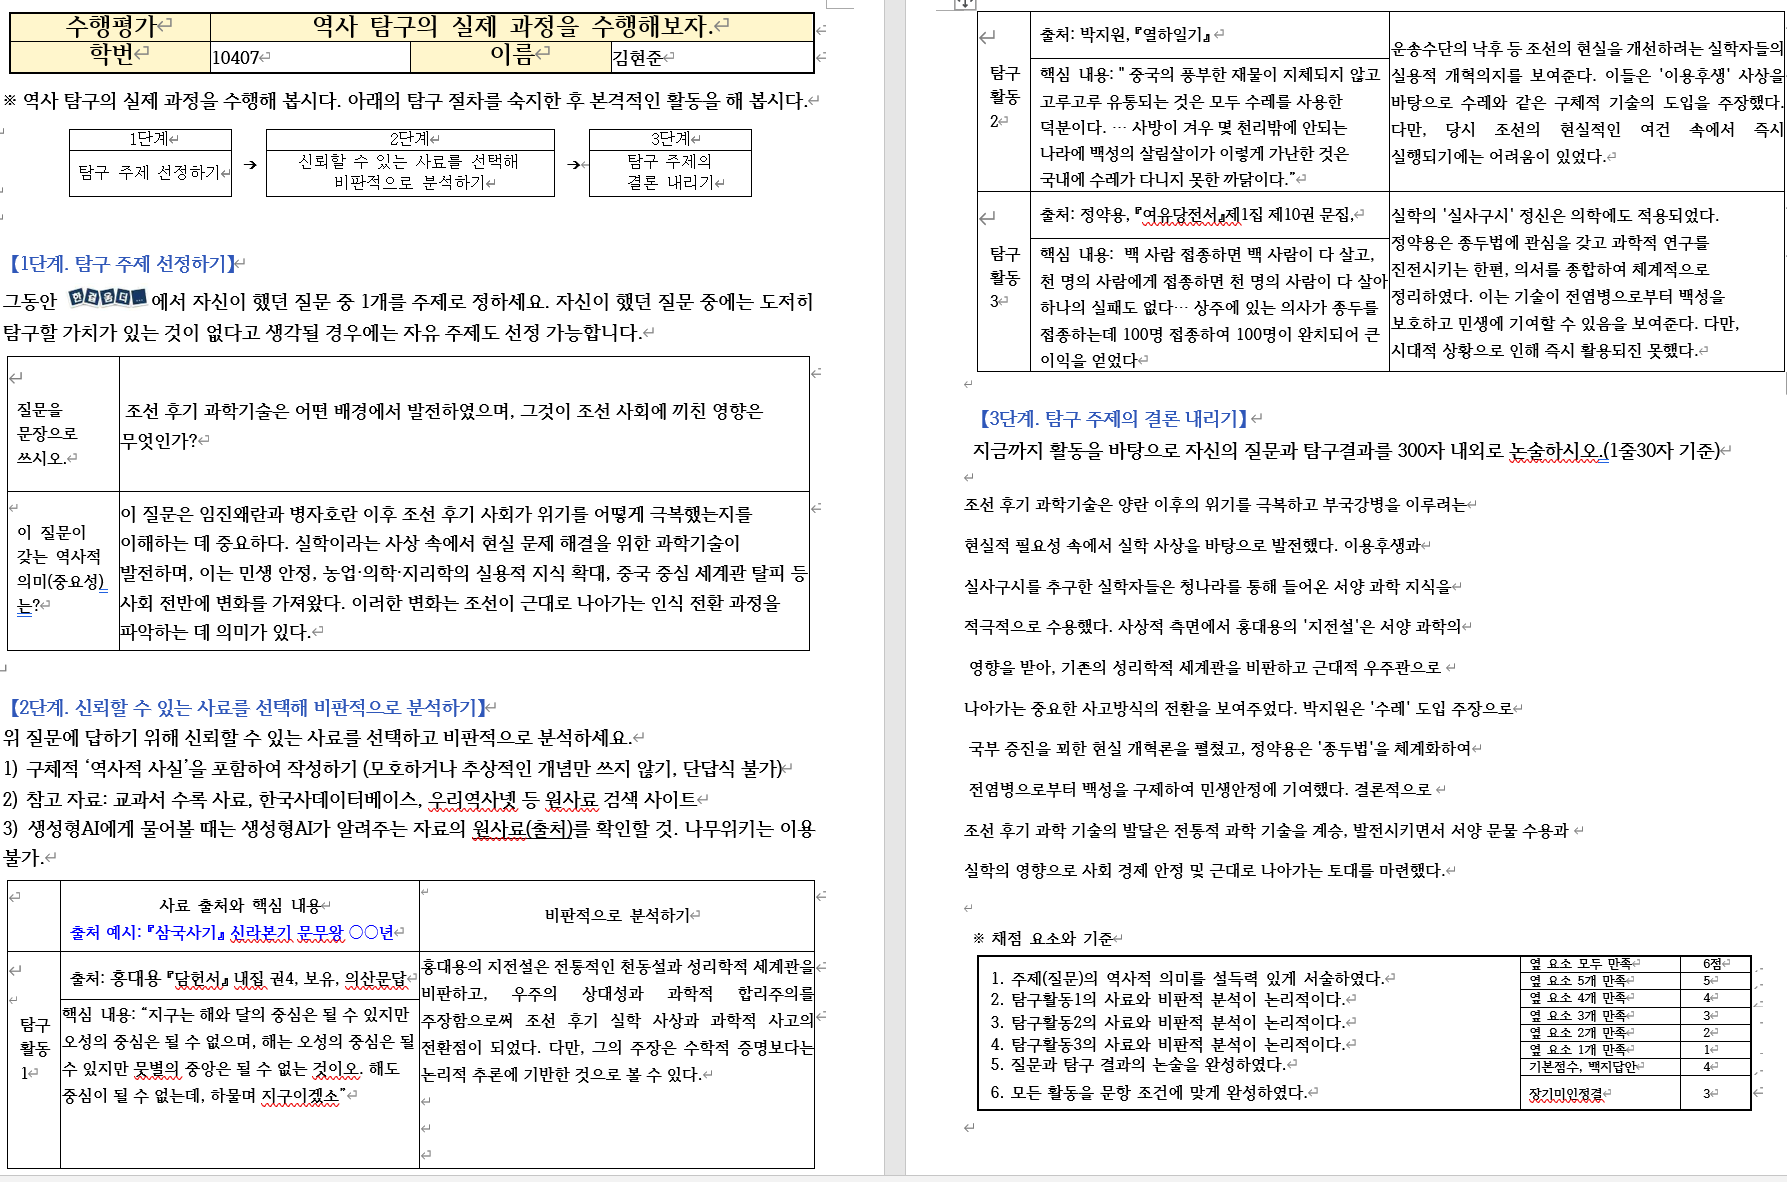 수행평가 역사 탐구의 실제 과정을 수행해보자.
학번 10407 이름 김현준
※ 역사 탐구의 실제 과정을 수행해 봅시다. 아래의 탐구 절차를 숙지한 후 본격적인 활동을 해 봅시다.
1단계
탐구 주제 선정하기
➔
2단계
신뢰할 수 있는 사료를 선택해
비판적으로 분석하기
➔
3단계
탐구 주제의
결론 내리기
【1단계. 탐구 주제 선정하기】
그동안 에서 자신이 했던 질문 중 1개를 주제로 정하세요. 자신이 했던 질문 중에는 도저히
탐구할 가치가 있는 것이 없다고 생각될 경우에는 자유 주제도 선정 가능합니다.
질문을
문장으로
쓰시오.
조선 후기 과학기술은 어떤 배경에서 발전하였으며, 그것이 조선 사회에 끼친 영향은
무엇인가?
이 질문이
갖는 역사적
의미(중요성)
는?
이 질문은 임진왜란과 병자호란 이후 조선 후기 사회가 위기를 어떻게 극복했는지를
이해하는 데 중요하다. 실학이라는 사상 속에서 현실 문제 해결을 위한 과학기술이
발전하며, 이는 민생 안정, 농업·의학·지리학의 실용적 지식 확대, 중국 중심 세계관 탈피 등
사회 전반에 변화를 가져왔다. 이러한 변화는 조선이 근대로 나아가는 인식 전환 과정을
파악하는 데 의미가 있다.
【2단계. 신뢰할 수 있는 사료를 선택해 비판적으로 분석하기】
위 질문에 답하기 위해 신뢰할 수 있는 사료를 선택하고 비판적으로 분석하세요.
1) 구체적 ‘역사적 사실’을 포함하여 작성하기 (모호하거나 추상적인 개념만 쓰지 않기, 단답식 불가)
2) 참고 자료: 교과서 수록 사료, 한국사데이터베이스, 우리역사넷 등 원사료 검색 사이트
3) 생성형AI에게 물어볼 때는 생성형AI가 알려주는 자료의 원사료(출처)를 확인할 것. 나무위키는 이용
불가.
사료 출처와 핵심 내용
출처 예시: 『삼국사기』 신라본기 문무왕 〇〇년
비판적으로 분석하기
탐구
활동
1
출처: 홍대용 『담헌서』 내집 권4, 보유, 의산문답
핵심 내용: “지구는 해와 달의 중심은 될 수 있지만
오성의 중심은 될 수 없으며, 해는 오성의 중심은 될
수 있지만 뭇별의 중앙은 될 수 없는 것이오. 해도
중심이 될 수 없는데, 하물며 지구이겠소”
홍대용의 지전설은 전통적인 천동설과 성리학적 세계관을
비판하고, 우주의 상대성과 과학적 합리주의를
주장함으로써 조선 후기 실학 사상과 과학적 사고의
전환점이 되었다. 다만, 그의 주장은 수학적 증명보다는
논리적 추론에 기반한 것으로 볼 수 있다.
탐구
활동
2
출처: 박지원, 『열하일기』
핵심 내용: " 중국의 풍부한 재물이 지체되지 않고
고루고루 유통되는 것은 모두 수레를 사용한
덕분이다. … 사방이 겨우 몇 천리밖에 안되는
나라에 백성의 살림살이가 이렇게 가난한 것은
국내에 수레가 다니지 못한 까닭이다.”
운송수단의 낙후 등 조선의 현실을 개선하려는 실학자들의
실용적 개혁의지를 보여준다. 이들은 '이용후생' 사상을
바탕으로 수레와 같은 구체적 기술의 도입을 주장했다.
다만, 당시 조선의 현실적인 여건 속에서 즉시
실행되기에는 어려움이 있었다.
탐구
활동
3
출처: 정약용, 『여유당전서』제1집 제10권 문집,
핵심 내용: 백 사람 접종하면 백 사람이 다 살고,
천 명의 사람에게 접종하면 천 명의 사람이 다 살아
하나의 실패도 없다… 상주에 있는 의사가 종두를
접종하는데 100명 접종하여 100명이 완치되어 큰
이익을 얻었다
실학의 '실사구시' 정신은 의학에도 적용되었다.
정약용은 종두법에 관심을 갖고 과학적 연구를
진전시키는 한편, 의서를 종합하여 체계적으로
정리하였다. 이는 기술이 전염병으로부터 백성을
보호하고 민생에 기여할 수 있음을 보여준다. 다만,
시대적 상황으로 인해 즉시 활용되진 못했다.
【3단계. 탐구 주제의 결론 내리기】
지금까지 활동을 바탕으로 자신의 질문과 탐구결과를 300자 내외로 논술하시오.(1줄30자 기준)
조선 후기 과학기술은 양란 이후의 위기를 극복하고 부국강병을 이루려는
현실적 필요성 속에서 실학 사상을 바탕으로 발전했다. 이용후생과
실사구시를 추구한 실학자들은 청나라를 통해 들어온 서양 과학 지식을
적극적으로 수용했다. 사상적 측면에서 홍대용의 '지전설'은 서양 과학의
영향을 받아, 기존의 성리학적 세계관을 비판하고 근대적 우주관으로
나아가는 중요한 사고방식의 전환을 보여주었다. 박지원은 '수레' 도입 주장으로
국부 증진을 꾀한 현실 개혁론을 펼쳤고, 정약용은 '종두법'을 체계화하여
전염병으로부터 백성을 구제하여 민생안정에 기여했다. 결론적으로
조선 후기 과학 기술의 발달은 전통적 과학 기술을 계승, 발전시키면서 서양 문물 수용과
실학의 영향으로 사회 경제 안정 및 근대로 나아가는 토대를 마련했다.
※ 채점 요소와 기준
1. 주제(질문)의 역사적 의미를 설득력 있게 서술하였다.
2. 탐구활동1의 사료와 비판적 분석이 논리적이다.
3. 탐구활동2의 사료와 비판적 분석이 논리적이다.
4. 탐구활동3의 사료와 비판적 분석이 논리적이다.
5. 질문과 탐구 결과의 논술을 완성하였다.
6. 모든 활동을 문항 조건에 맞게 완성하였다.
옆 요소 모두 만족 6점
옆 요소 5개 만족 5
옆 요소 4개 만족 4
옆 요소 3개 만족 3
옆 요소 2개 만족 2
옆 요소 1개 만족 1
기본점수, 백지답안 4
장기미인정결 3